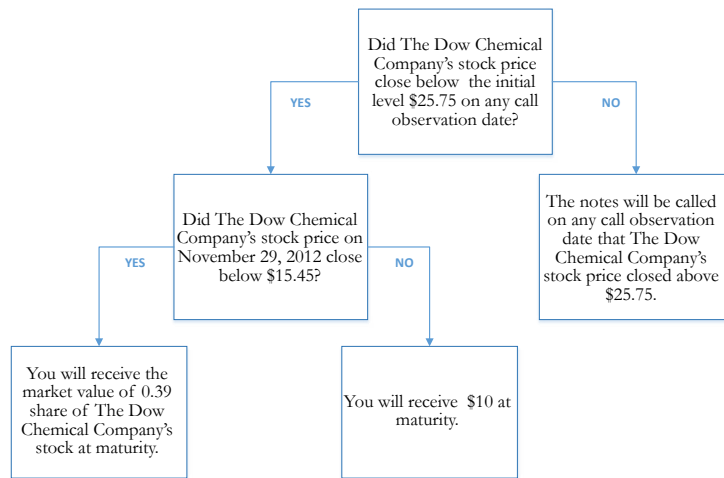 Did The Dow Chemical
Company's stock price
close below the initial
level $25.75 on any call
observation date?
YES
NO
Did The Dow Chemical
Company's stock price on
November 29, 2012 close
below $15.45?
The notes will be called
on any call observation
date that The Dow
Chemical Company's
stock price closed above
$25.75.
YES
NO
You will receive the
market value of 0.39
share of The Dow
Chemical Company's
stock at maturity.
You will receive $10 at
maturity.